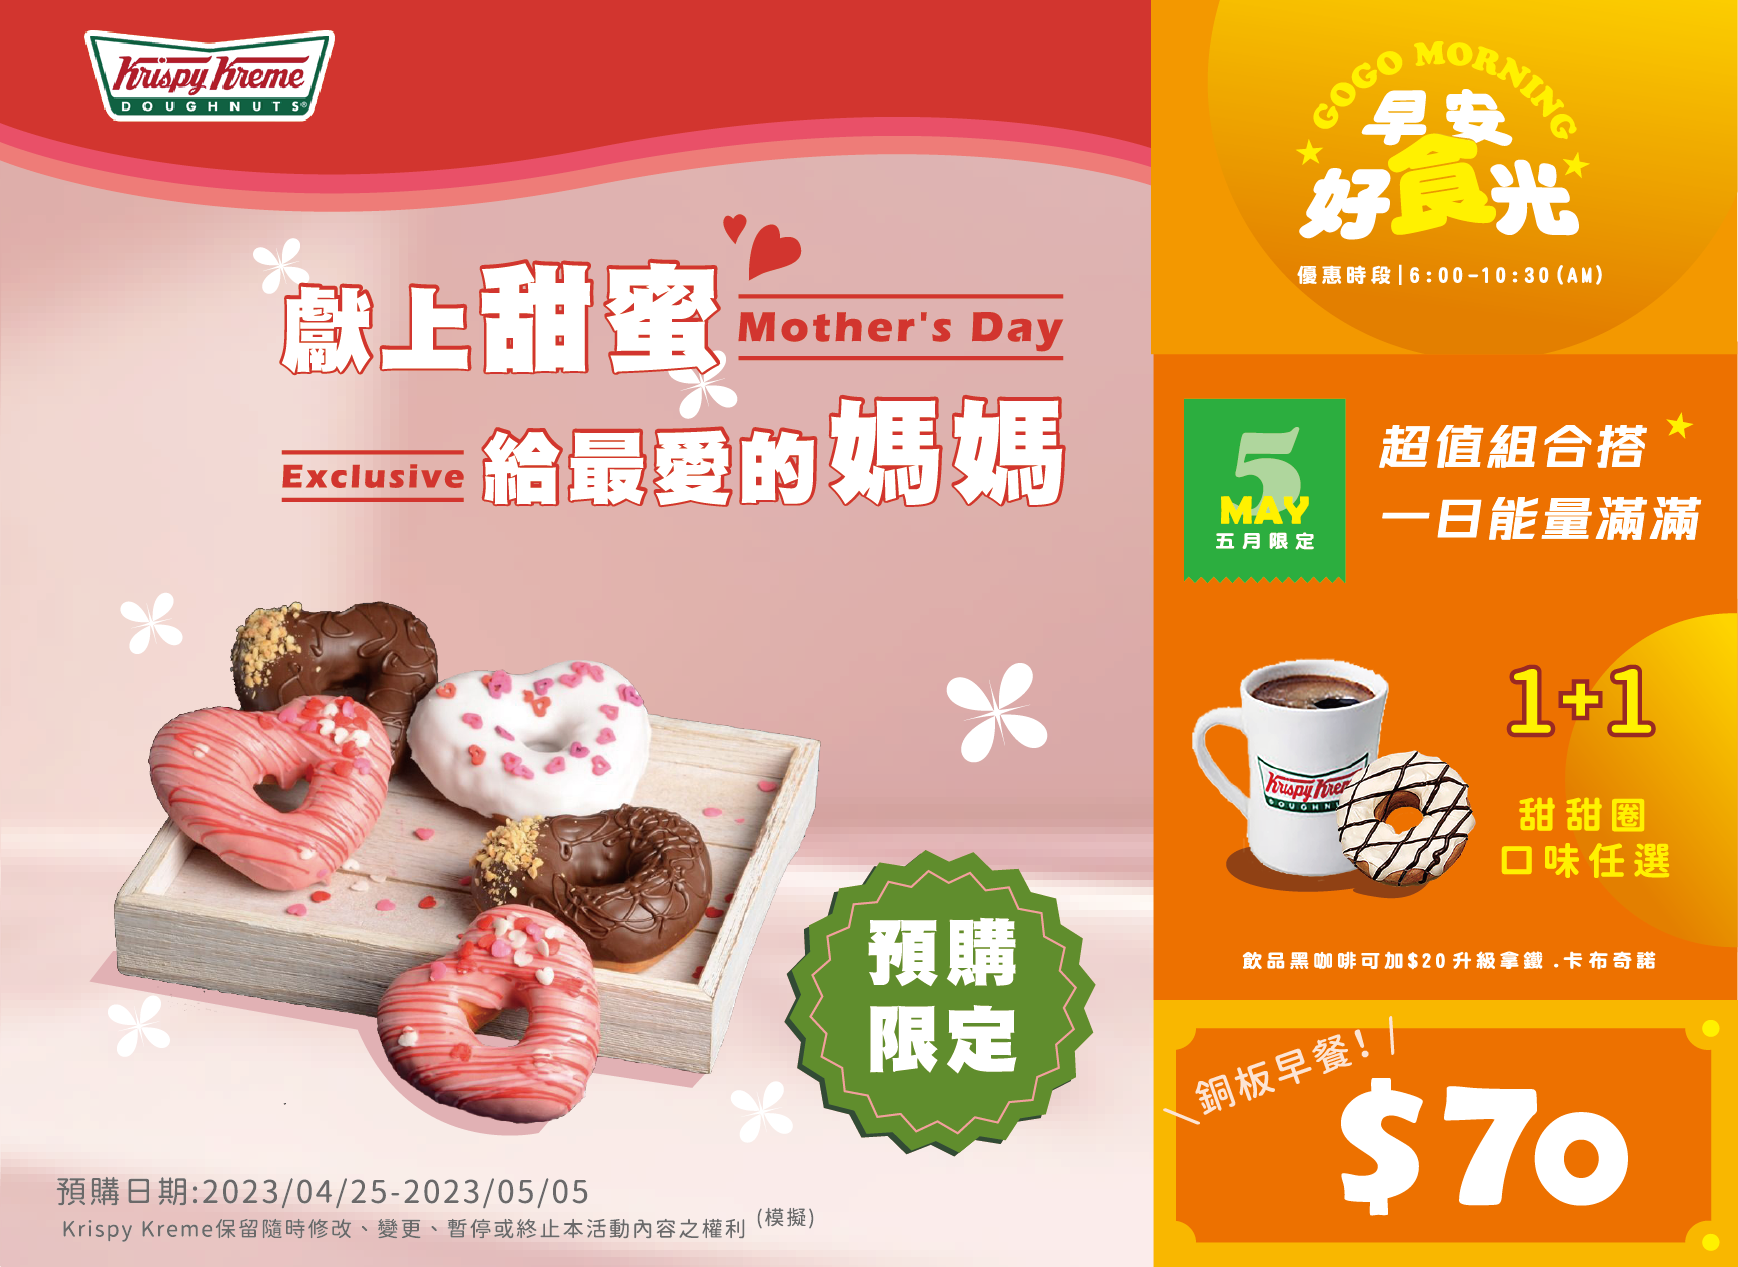 Krispy Kreme
DOUGHNUTS®
獻上甜蜜 Mother's Day
Exclusive 給最愛的媽媽
預購
限定
預購日期:2023/04/25-2023/05/05
Krispy Kreme保留隨時修改、變更、暫停或終止本活動內容之權利 (模擬)
GOGO MORNING
早安
好食光
優惠時段|6:00-10:30(AM)
5
MAY
五月限定
超值組合搭
一日能量滿滿
Krispy Krem
DOUGHN
1+1
甜甜圈
口味任選
飲品黑咖啡可加$20升級拿鐵.卡布奇諾
\銅板早餐!/
$70